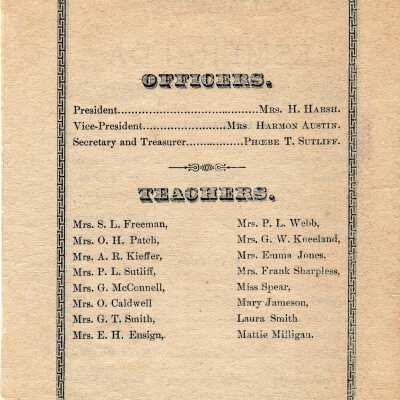 OFFICERS.
President..........................................Mrs. H. Harsh.
Vice-President.........................Mrs. Harmon Austin.
Secretary and Treasurer.................Phœbe T. Sutliff.
TEACHERS.
Mrs. S. L. Freeman,
Mrs. O. H. Patch,
Mrs. A. R. Kieffer,
Mrs. P. L. Sutliff,
Mrs. G. McConnell,
Mrs. O. Caldwell
Mrs. G. T. Smith,
Mrs. E. H. Ensign,
Mrs. P. L. Webb,
Mrs. G. W. Kneeland,
Mrs. Emma Jones,
Mrs. Frank Sharpless,
Miss Spear,
Mary Jameson,
Laura Smith
Mattie Milligan.